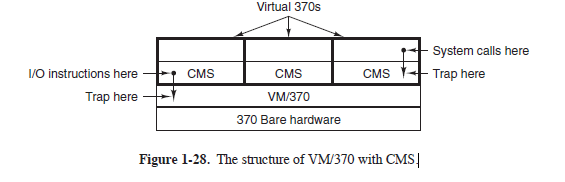 Virtual 370s
System calls here
I/O instructions here
CMS
CMS
CMS
Trap here
Trap here
VM/370
370 Bare hardware
Figure 1-28. The structure of VM/370 with CMS.